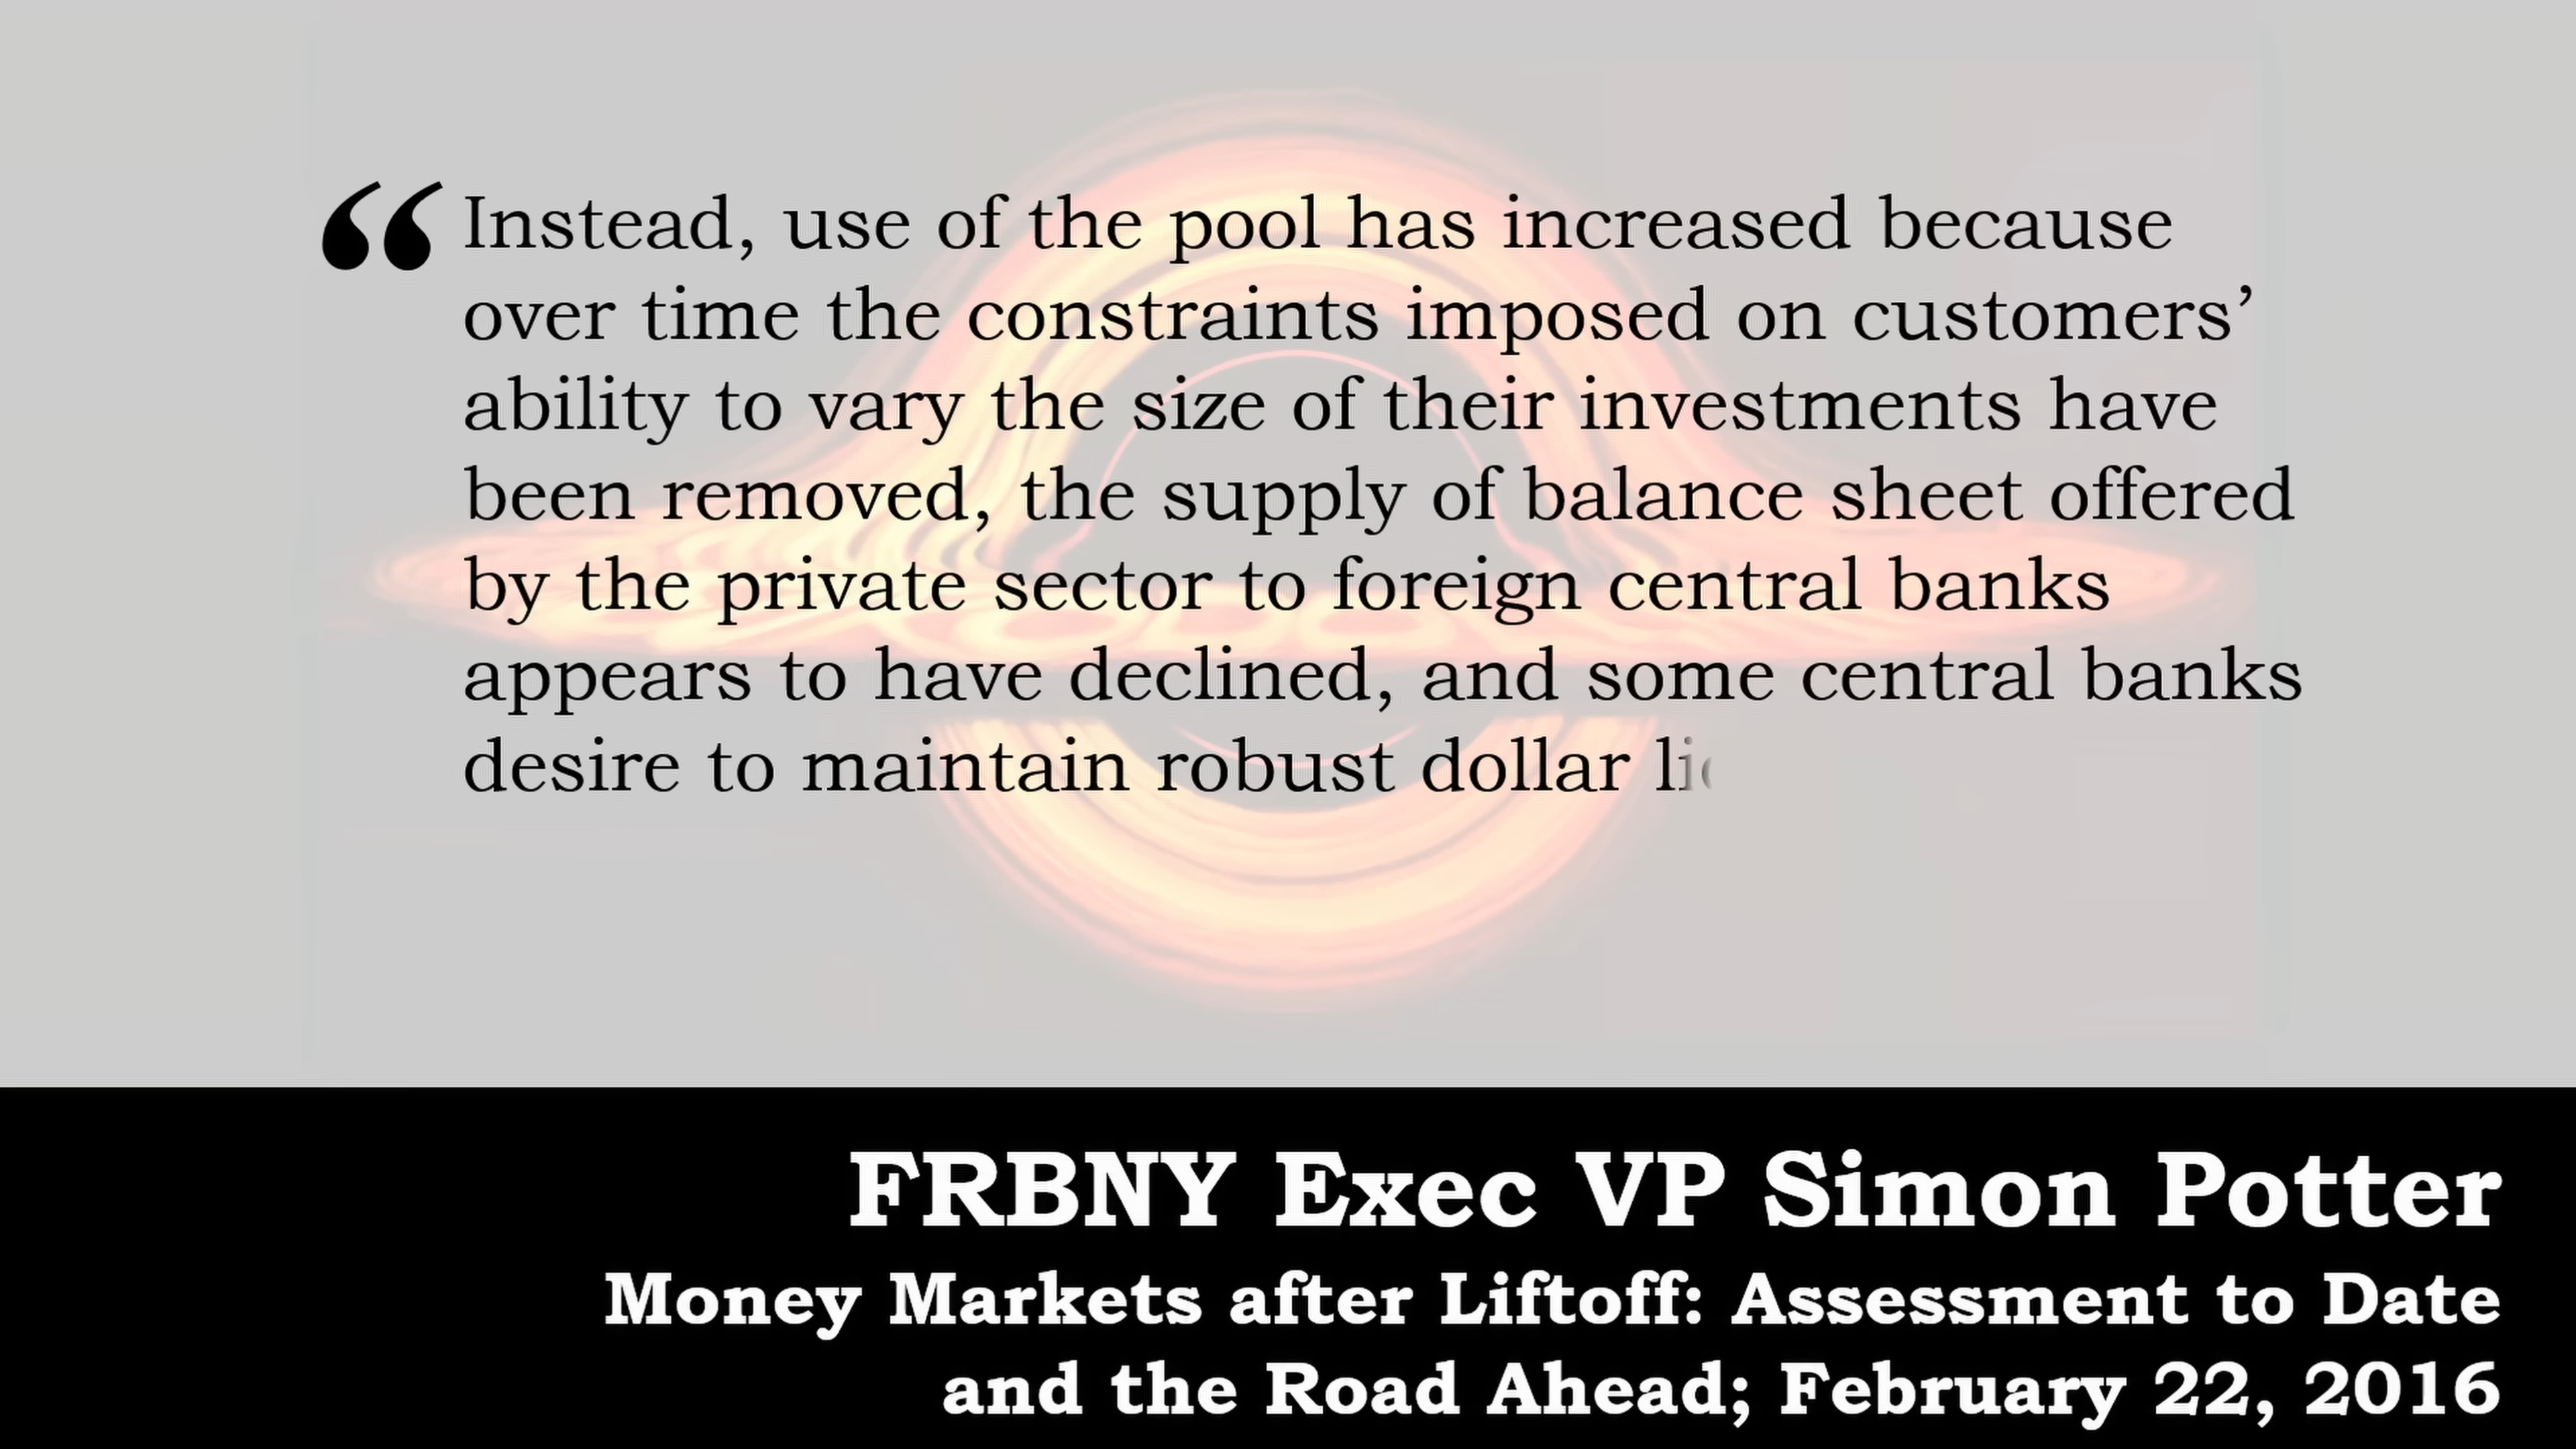 “Instead, use of the pool has increased because
over time the constraints imposed on customers’
ability to vary the size of their investments have
been removed, the supply of balance sheet offered
by the private sector to foreign central banks
appears to have declined, and some central banks
desire to maintain robust dollar
FRBNY Exec VP Simon Potter
Money Markets after Liftoff: Assessment to Date
and the Road Ahead; February 22, 2016